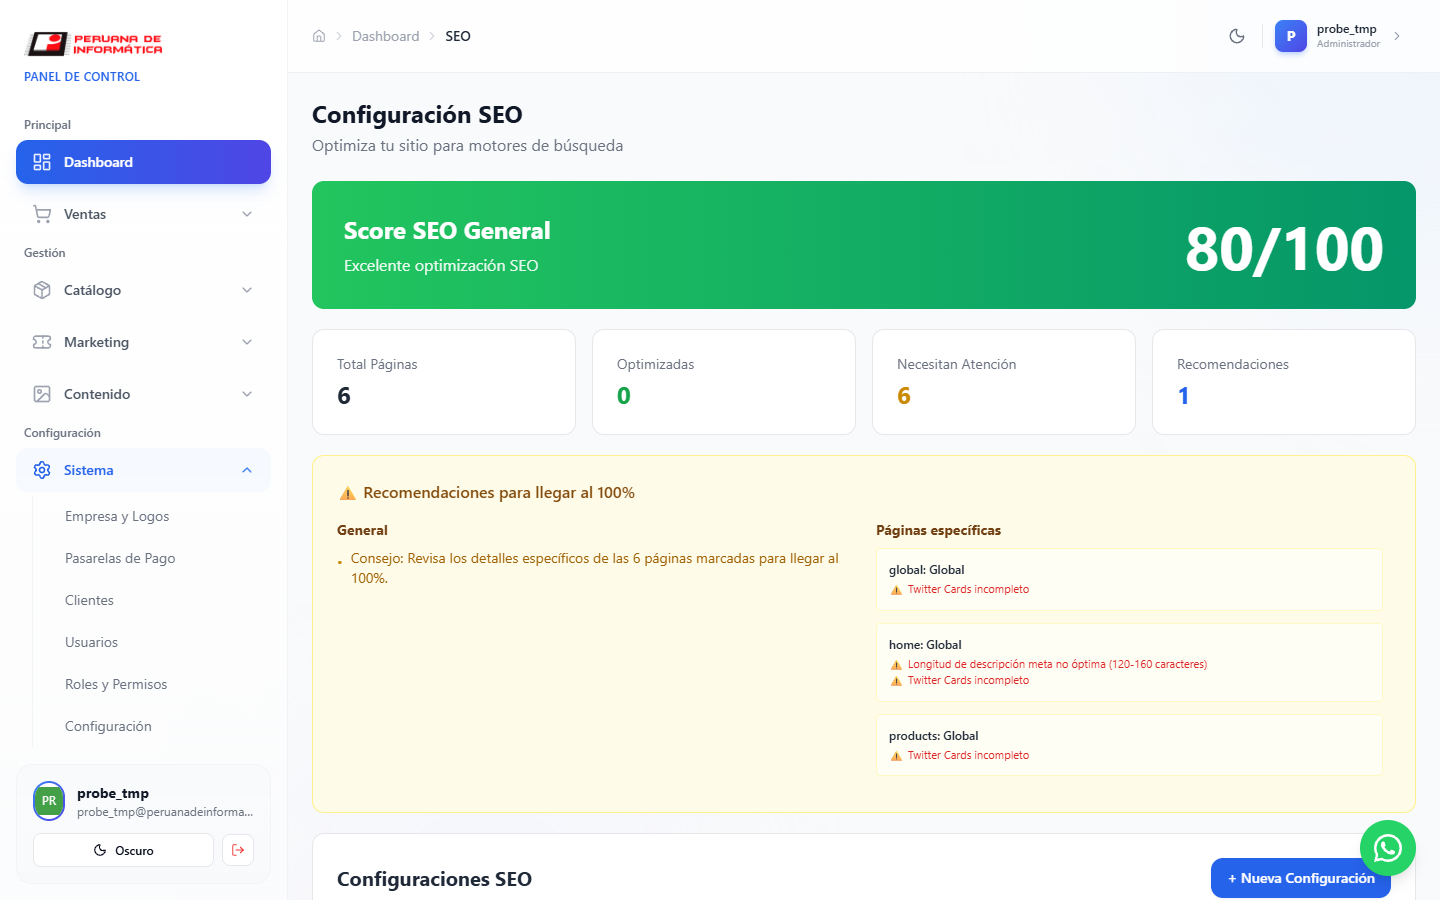 PERUANA DE
INFORMÁTICA
PANEL DE CONTROL
Principal
Dashboard
Ventas
Gestión
Catálogo
Marketing
Contenido
Configuración
Sistema
Empresa y Logos
Pasarelas de Pago
Clientes
Usuarios
Roles y Permisos
Configuración
PR
probe_tmp
probe_tmp@peruanadeinforma...
Oscuro
Dashboard
SEO
P
probe_tmp
Administrador
Configuración SEO
Optimiza tu sitio para motores de búsqueda
Score SEO General
Excelente optimización SEO
80/100
Total Páginas
6
Optimizadas
0
Necesitan Atención
6
Recomendaciones
1
Recomendaciones para llegar al 100%
General
• Consejo: Revisa los detalles específicos de las 6 páginas marcadas para llegar al
100%.
Páginas específicas
global: Global
Twitter Cards incompleto
home: Global
Longitud de descripción meta no óptima (120-160 caracteres)
Twitter Cards incompleto
products: Global
Twitter Cards incompleto
Configuraciones SEO
+ Nueva Configuración